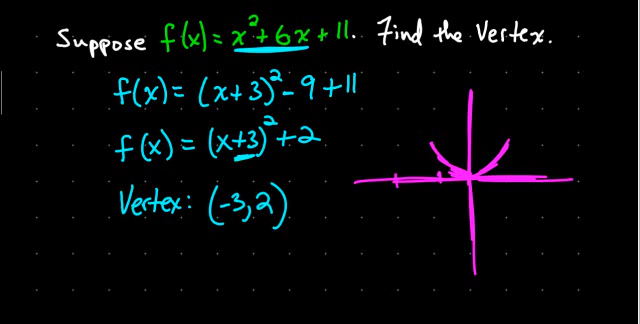 Suppose f(x) = x² + 6x + 11. Find the Vertex.
f(x) = (x+3)² - 9 + 11
f(x) = (x+3)² + 2
Vertex: (-3, 2)